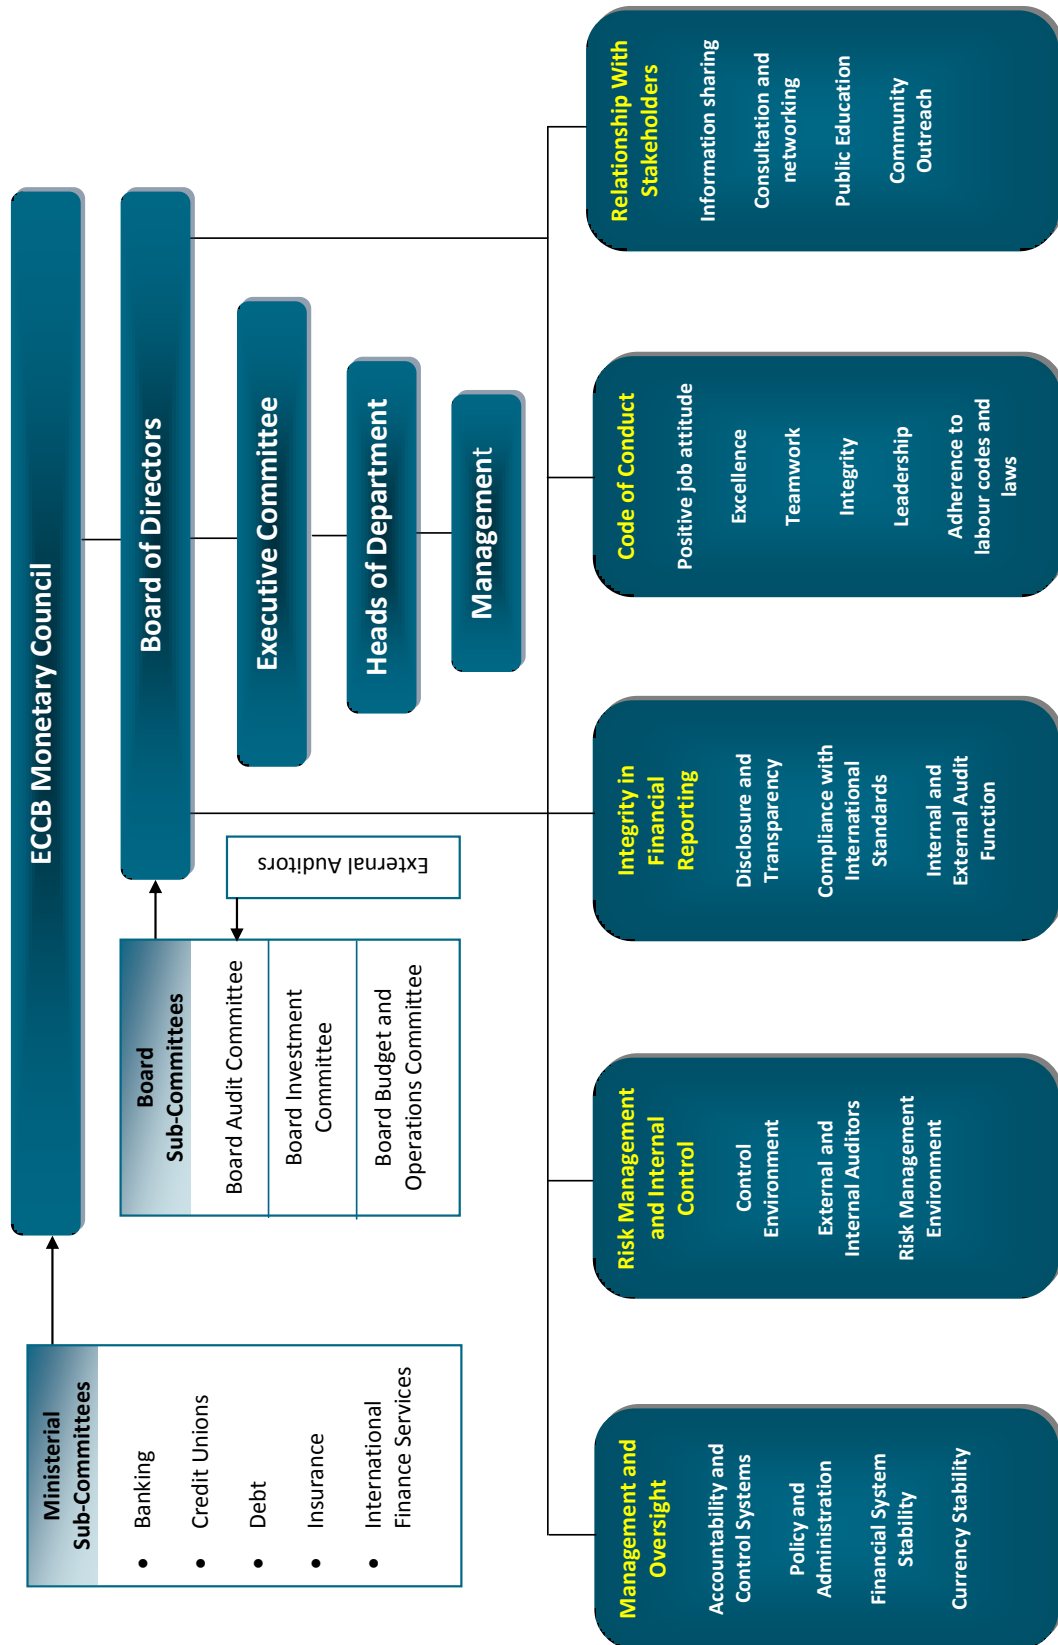 ECCB Monetary Council
Ministerial
Sub-Committees
• Banking
• Credit Unions
• Debt
• Insurance
• International
Finance Services
Board
Sub-Committees
Board Audit Committee
Board Investment
Committee
Board Budget and
Operations Committee
External Auditors
Board of Directors
Executive Committee
Heads of Department
Management
Management and
Oversight
Accountability and
Control Systems
Policy and
Administration
Financial System
Stability
Currency Stability
Risk Management
and Internal
Control
Control
Environment
External and
Internal Auditors
Risk Management
Environment
Integrity in
Financial
Reporting
Disclosure and
Transparency
Compliance with
International
Standards
Internal and
External Audit
Function
Code of Conduct
Positive job attitude
Excellence
Teamwork
Integrity
Leadership
Adherence to
labour codes and
laws
Relationship With
Stakeholders
Information sharing
Consultation and
networking
Public Education
Community
Outreach